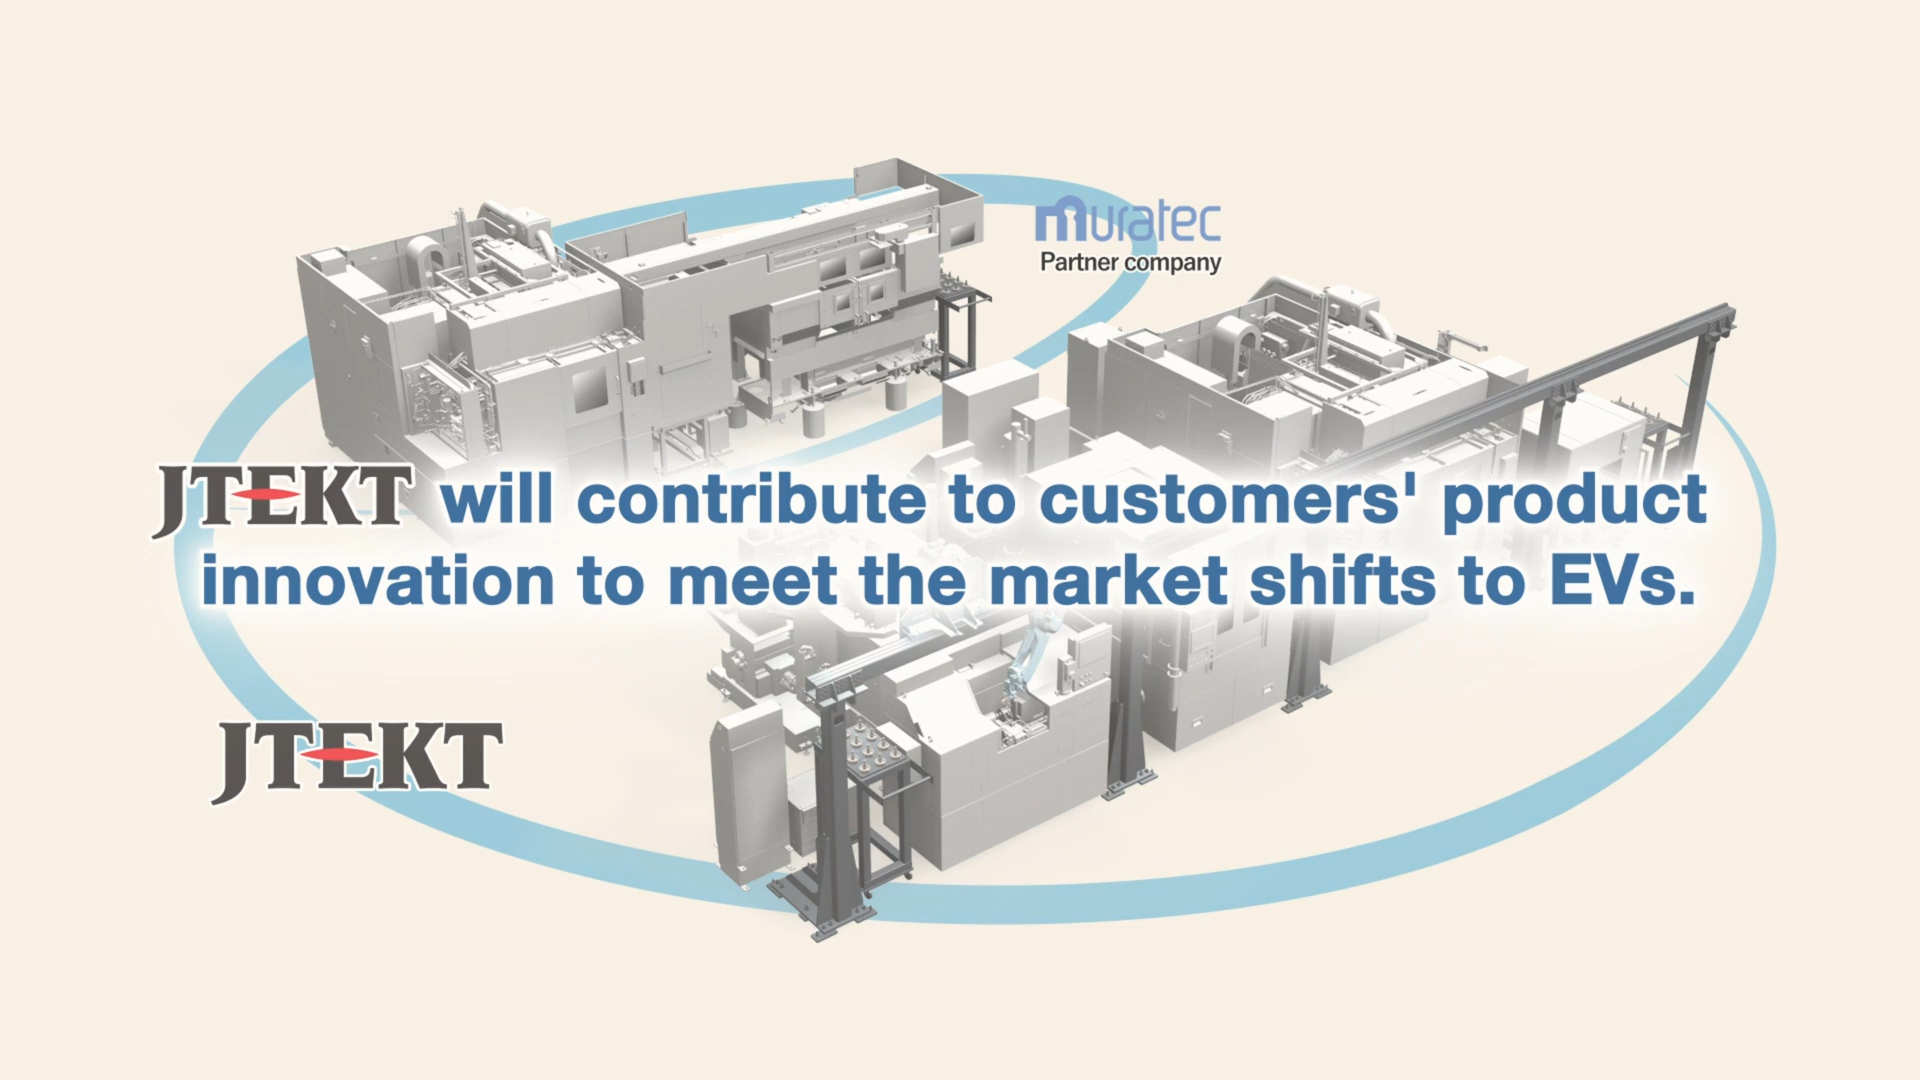 muratec
Partner company
JTEKT will contribute to customers' product
innovation to meet the market shifts to EVs.
JTEKT